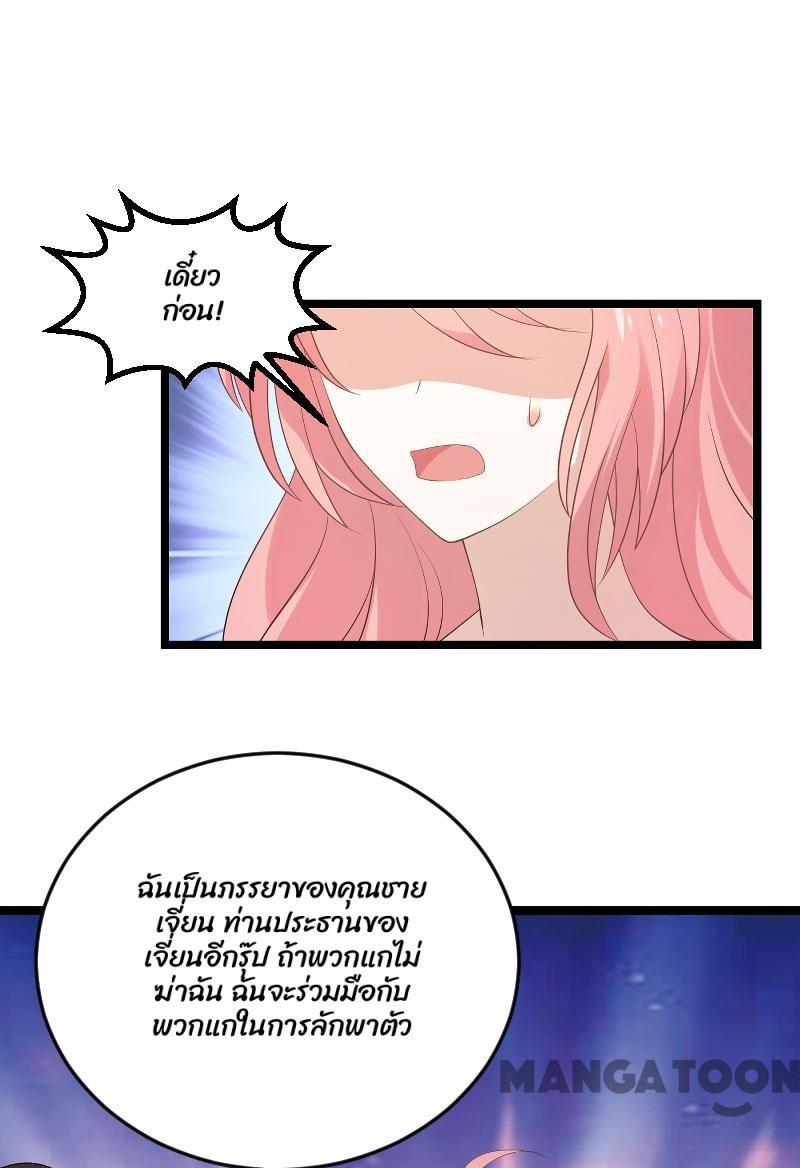 เดี๋ยว
ก่อน!
ฉันเป็นภรรยาของคุณชาย
เจี่ยน ท่านประธานของ
เจี่ยนอีกรุ๊ป ถ้าพวกแกไม่
ฆ่าฉัน ฉันจะร่วมมือกับ
พวกแกในการลักพาตัว
MANGATOON